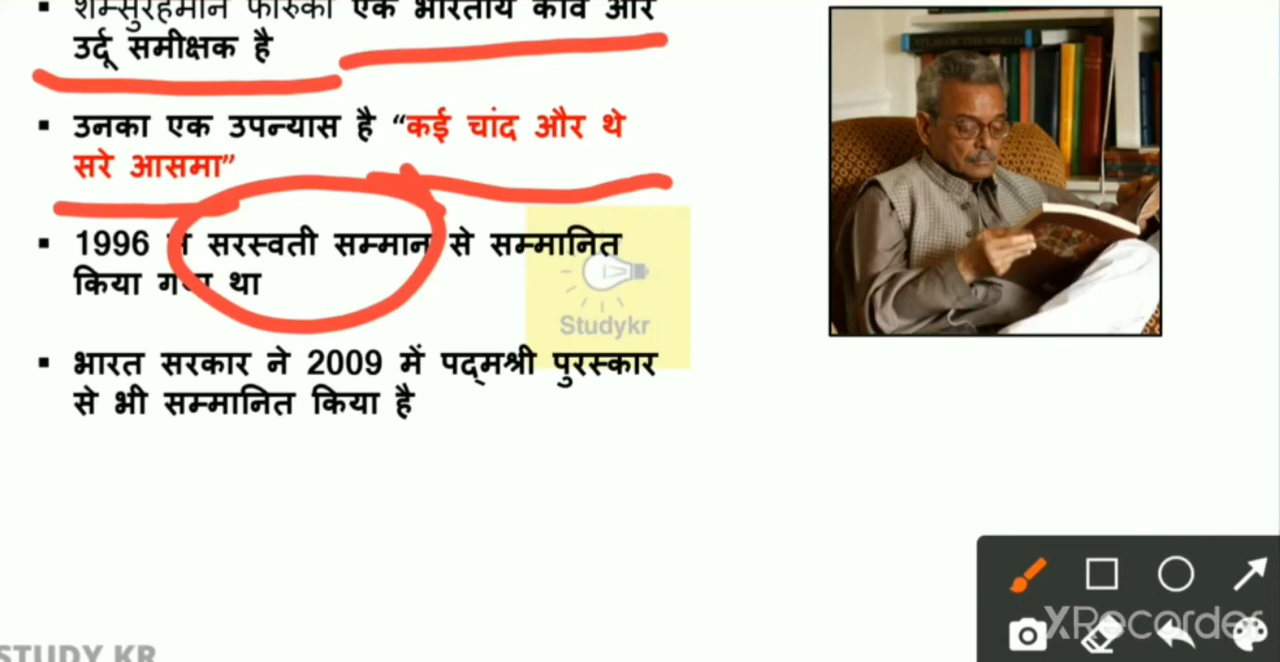 शम्सुरहमान फारुकी एक भारतीय कवि और
उर्दू समीक्षक है
उनका एक उपन्यास है “कई चांद और थे
सरे आसमा”
1996 सरस्वती सम्मान से सम्मानित
किया गया था
Studykr
भारत सरकार ने 2009 में पद्मश्री पुरस्कार
से भी सम्मानित किया है
XRecorder
STUDY KR